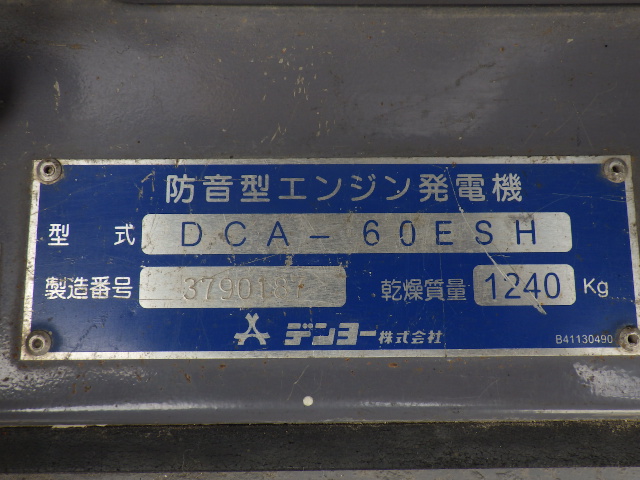 防音型エンジン発電機
型 式 DCA-60ESH
製造番号 乾燥質量 1240 Kg
デンヨー株式会社 B41130490